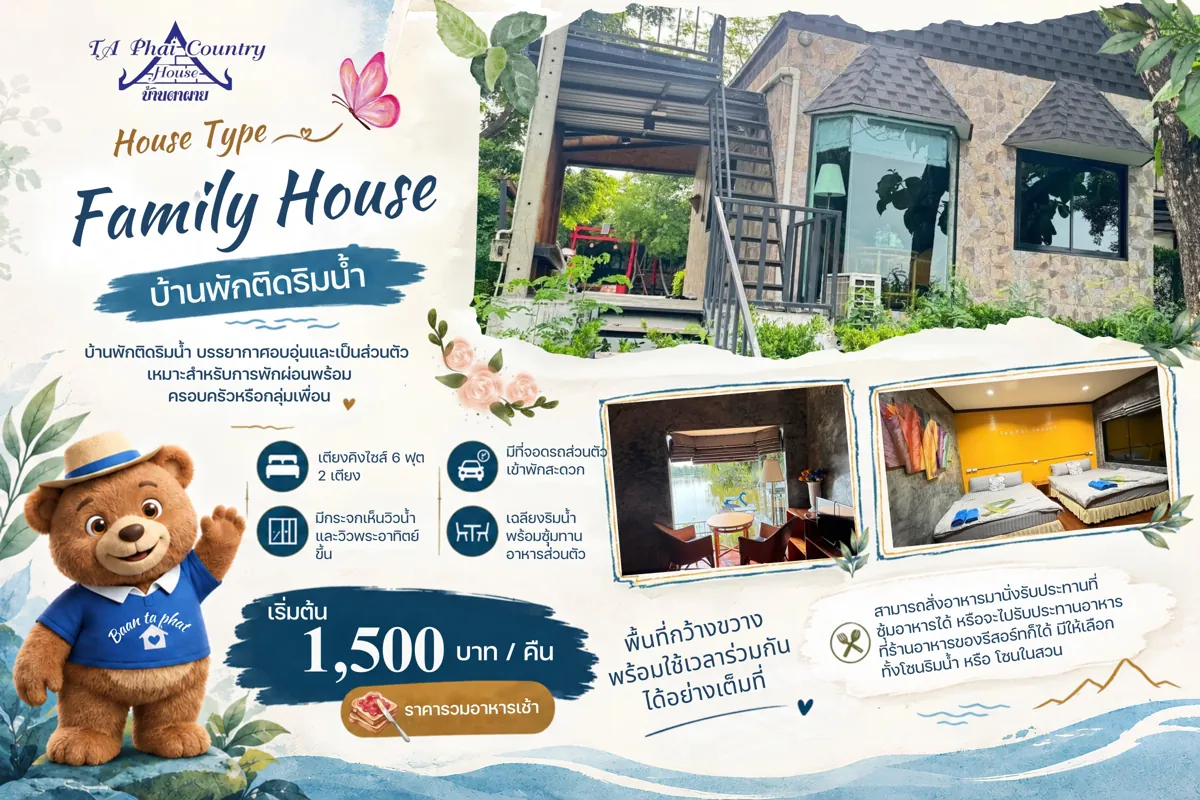 TA Phai Country
House
บ้านตาผาย
House Type
Family House
บ้านพักติดริมน้ำ
บ้านพักติดริมน้ำ บรรยากาศอบอุ่นและเป็นส่วนตัว
เหมาะสำหรับการพักผ่อนพร้อม
ครอบครัวหรือกลุ่มเพื่อน
เตียงคิงไซส์ 6 ฟุต
2 เตียง
มีที่จอดรถส่วนตัว
เข้าพักสะดวก
มีกระจกเห็นวิวน้ำ
และวิวพระอาทิตย์
ขึ้น
เฉลียงริมน้ำ
พร้อมซุ้มทาน
อาหารส่วนตัว
Baan ta phai
เริ่มต้น
1,500 บาท / คืน
ราคารวมอาหารเช้า
พื้นที่กว้างขวาง
พร้อมใช้เวลาร่วมกัน
ได้อย่างเต็มที่
สามารถสั่งอาหารมานั่งรับประทานที่
ซุ้มอาหารได้ หรือจะไปรับประทานอาหาร
ที่ร้านอาหารของรีสอร์ทก็ได้ มีให้เลือก
ทั้งโซนริมน้ำ หรือ โซนในสวน